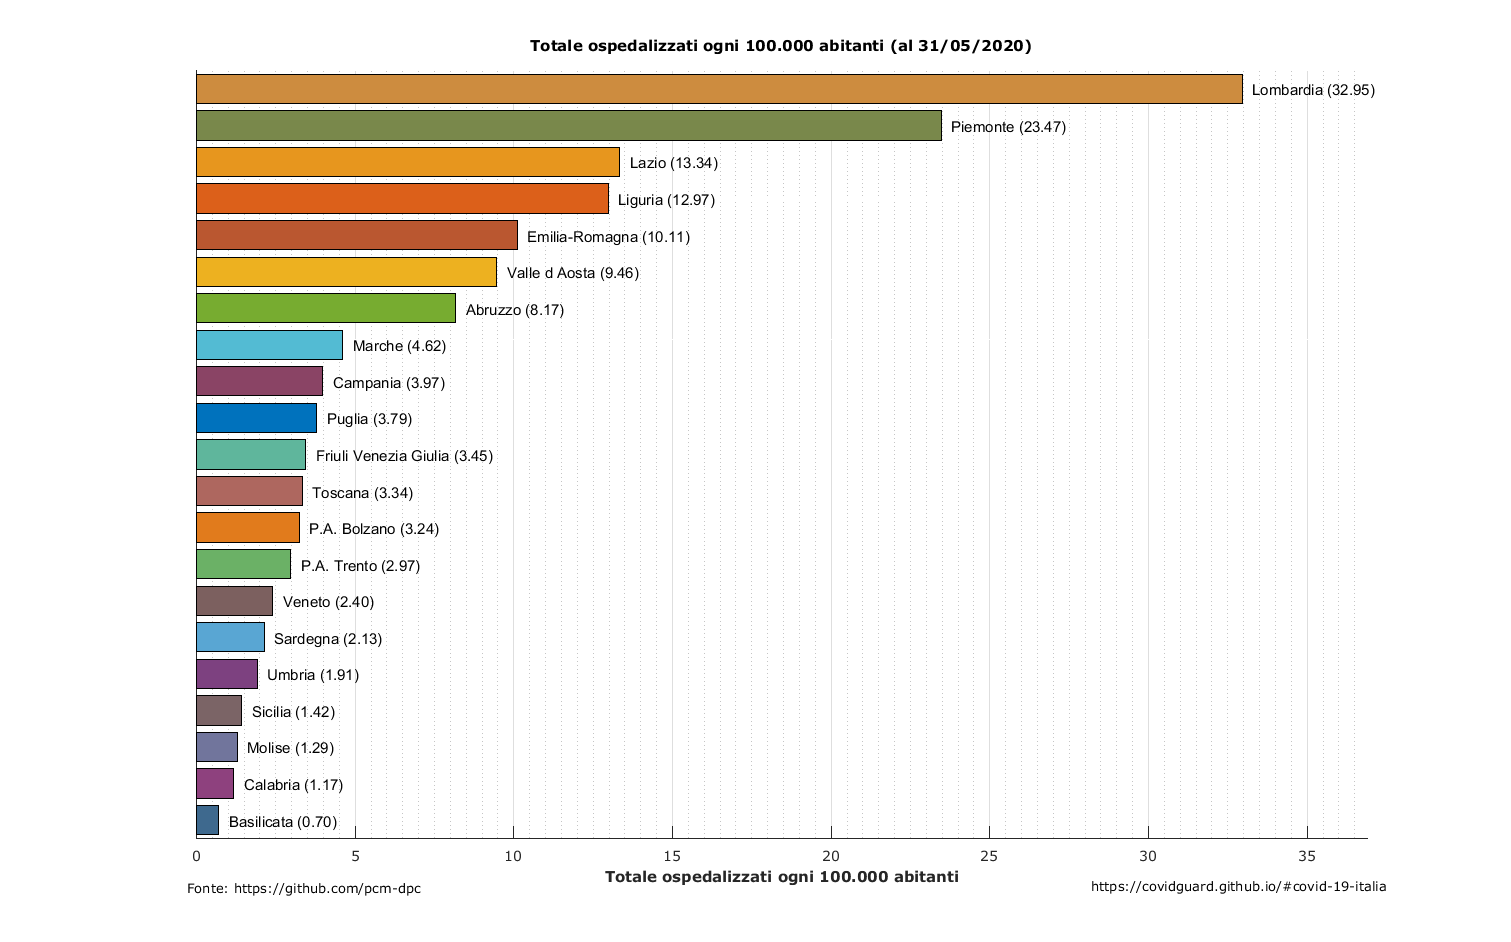 Totale ospedalizzati ogni 100.000 abitanti (al 31/05/2020)
Lombardia (32.95)
Piemonte (23.47)
Lazio (13.34)
Liguria (12.97)
Emilia-Romagna (10.11)
Valle d Aosta (9.46)
Abruzzo (8.17)
Marche (4.62)
Campania (3.97)
Puglia (3.79)
Friuli Venezia Giulia (3.45)
Toscana (3.34)
P.A. Bolzano (3.24)
P.A. Trento (2.97)
Veneto (2.40)
Sardegna (2.13)
Umbria (1.91)
Sicilia (1.42)
Molise (1.29)
Calabria (1.17)
Basilicata (0.70)
0 5 10 15 20 25 30 35
Totale ospedalizzati ogni 100.000 abitanti
Fonte: https://github.com/pcm-dpc
https://covidguard.github.io/#covid-19-italia